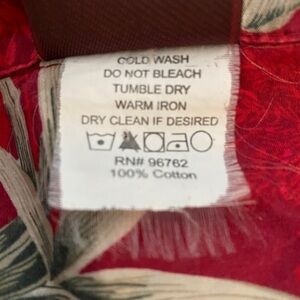 COLD WASH
DO NOT BLEACH
TUMBLE DRY
WARM IRON
DRY CLEAN IF DESIRED
RN# 96762
100% Cotton